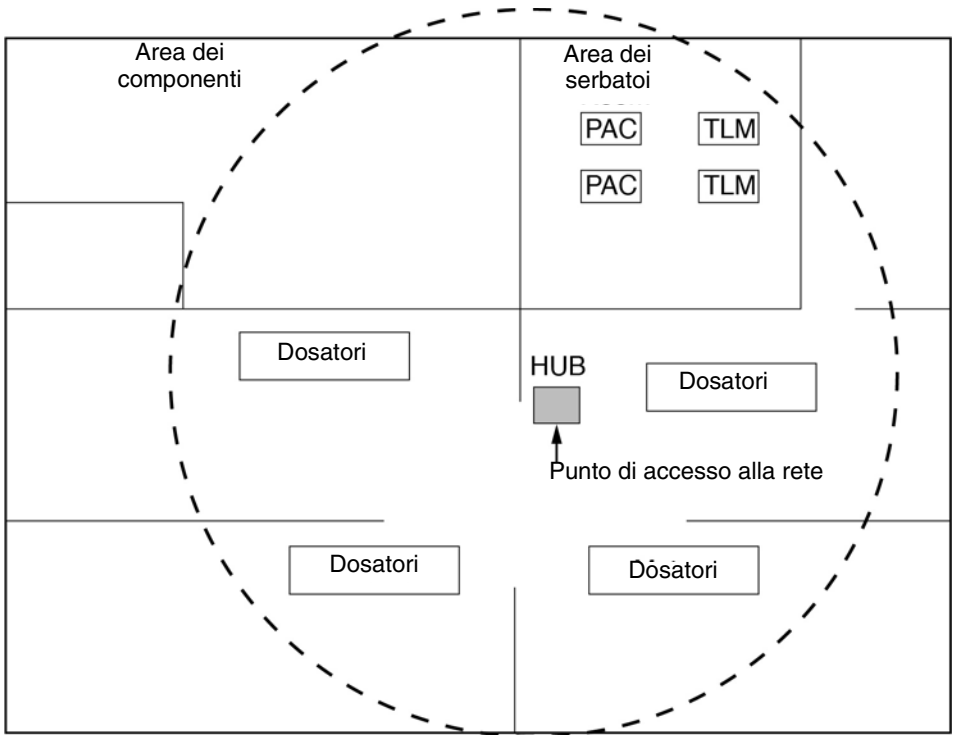 Area dei
componenti
Area dei
serbatoi
PAC
TLM
PAC
TLM
Dosatori
HUB
Dosatori
Punto di accesso alla rete
Dosatori
Dosatori